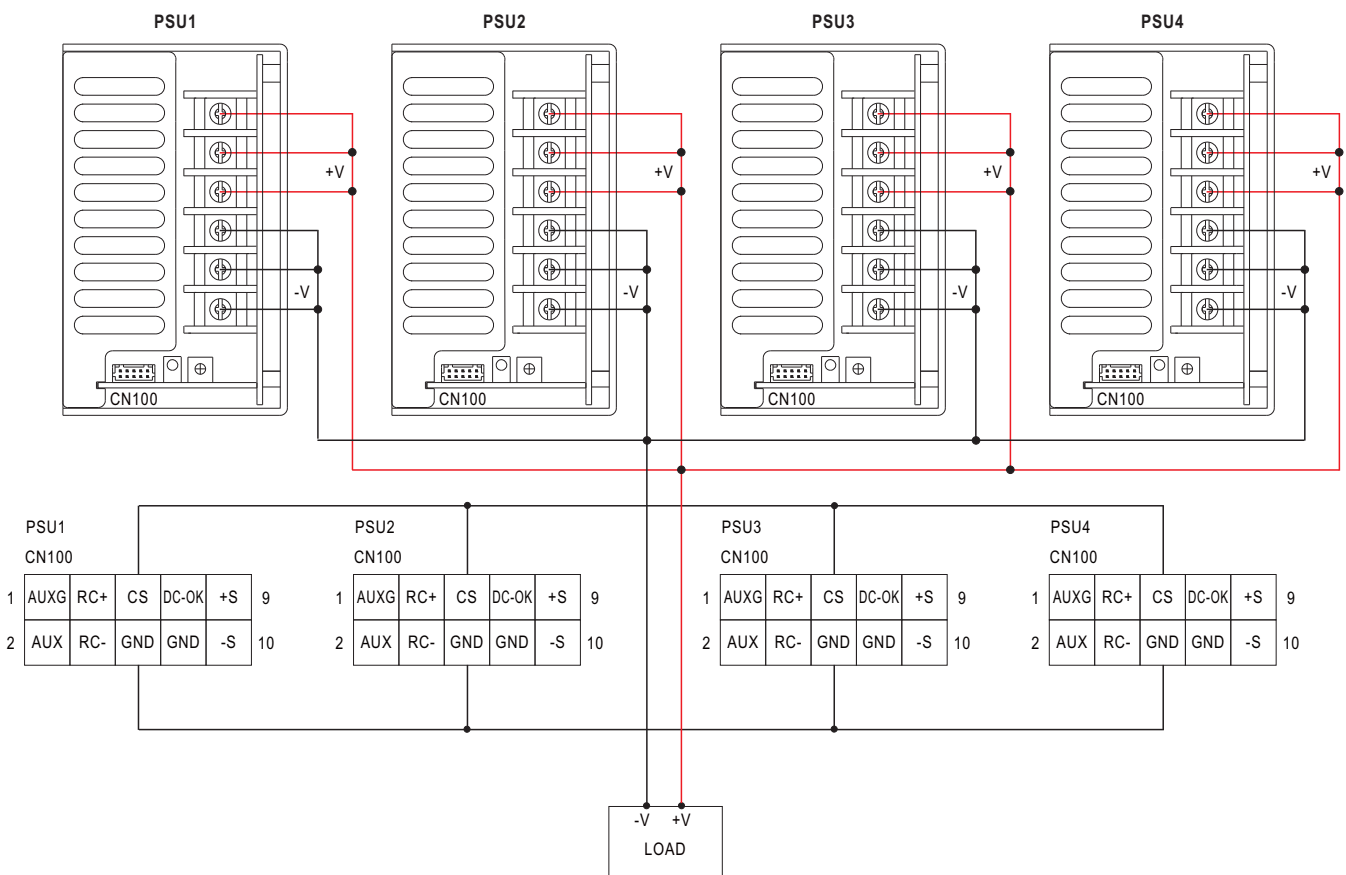 PSU1 PSU2 PSU3 PSU4
+V +V +V +V
-V -V -V -V
CN100 CN100 CN100 CN100
PSU1 PSU2 PSU3 PSU4
CN100 CN100 CN100 CN100
1 AUXG RC+ CS DC-OK +S 9 1 AUXG RC+ CS DC-OK +S 9 1 AUXG RC+ CS DC-OK +S 9 1 AUXG RC+ CS DC-OK +S 9
2 AUX RC- GND GND -S 10 2 AUX RC- GND GND -S 10 2 AUX RC- GND GND -S 10 2 AUX RC- GND GND -S 10
-V +V
LOAD